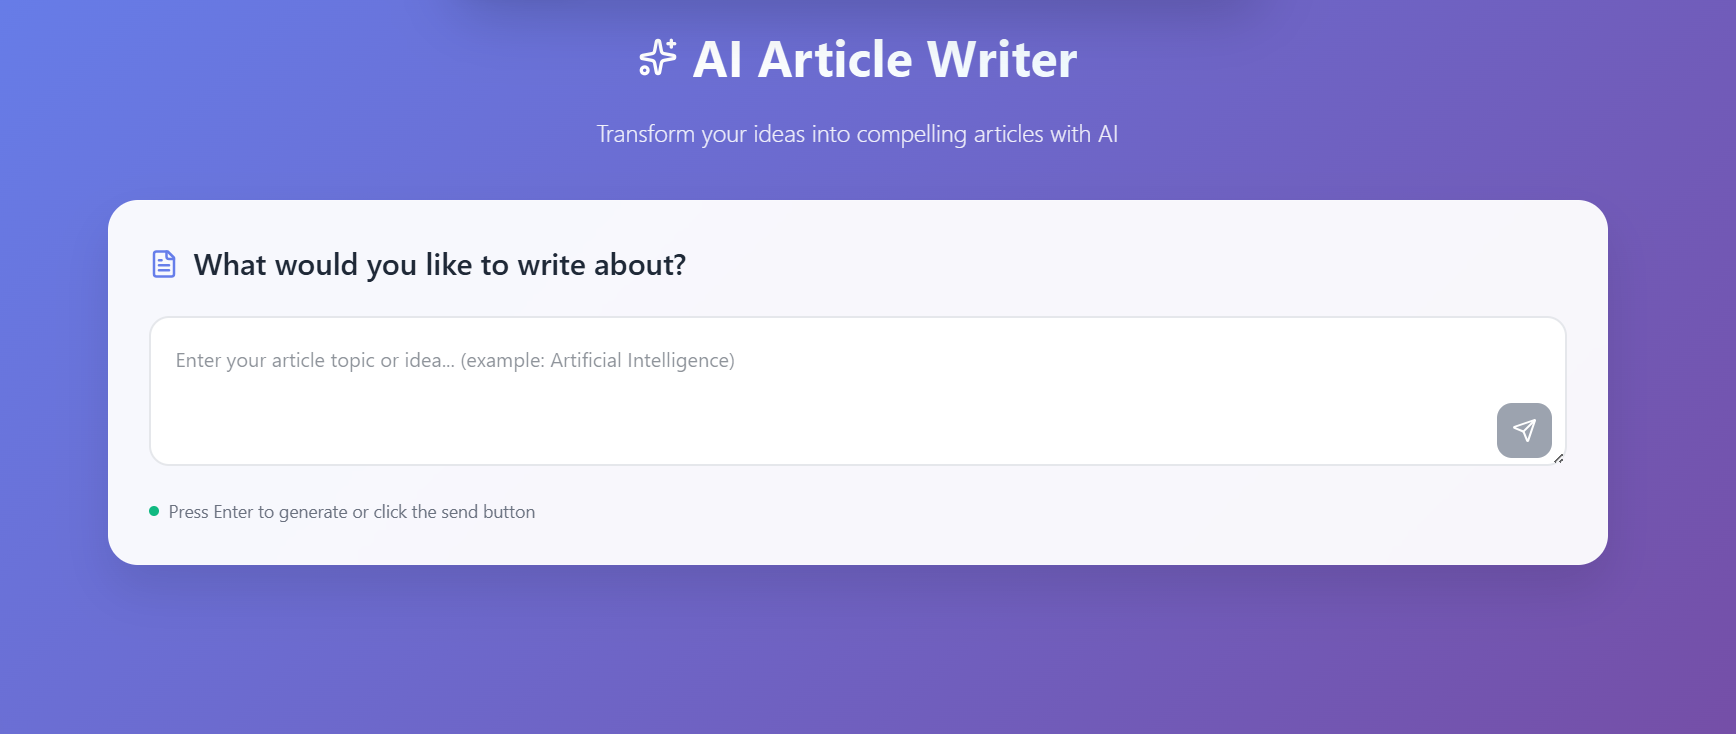 AI Article Writer
Transform your ideas into compelling articles with AI
What would you like to write about?
Enter your article topic or idea... (example: Artificial Intelligence)
Press Enter to generate or click the send button